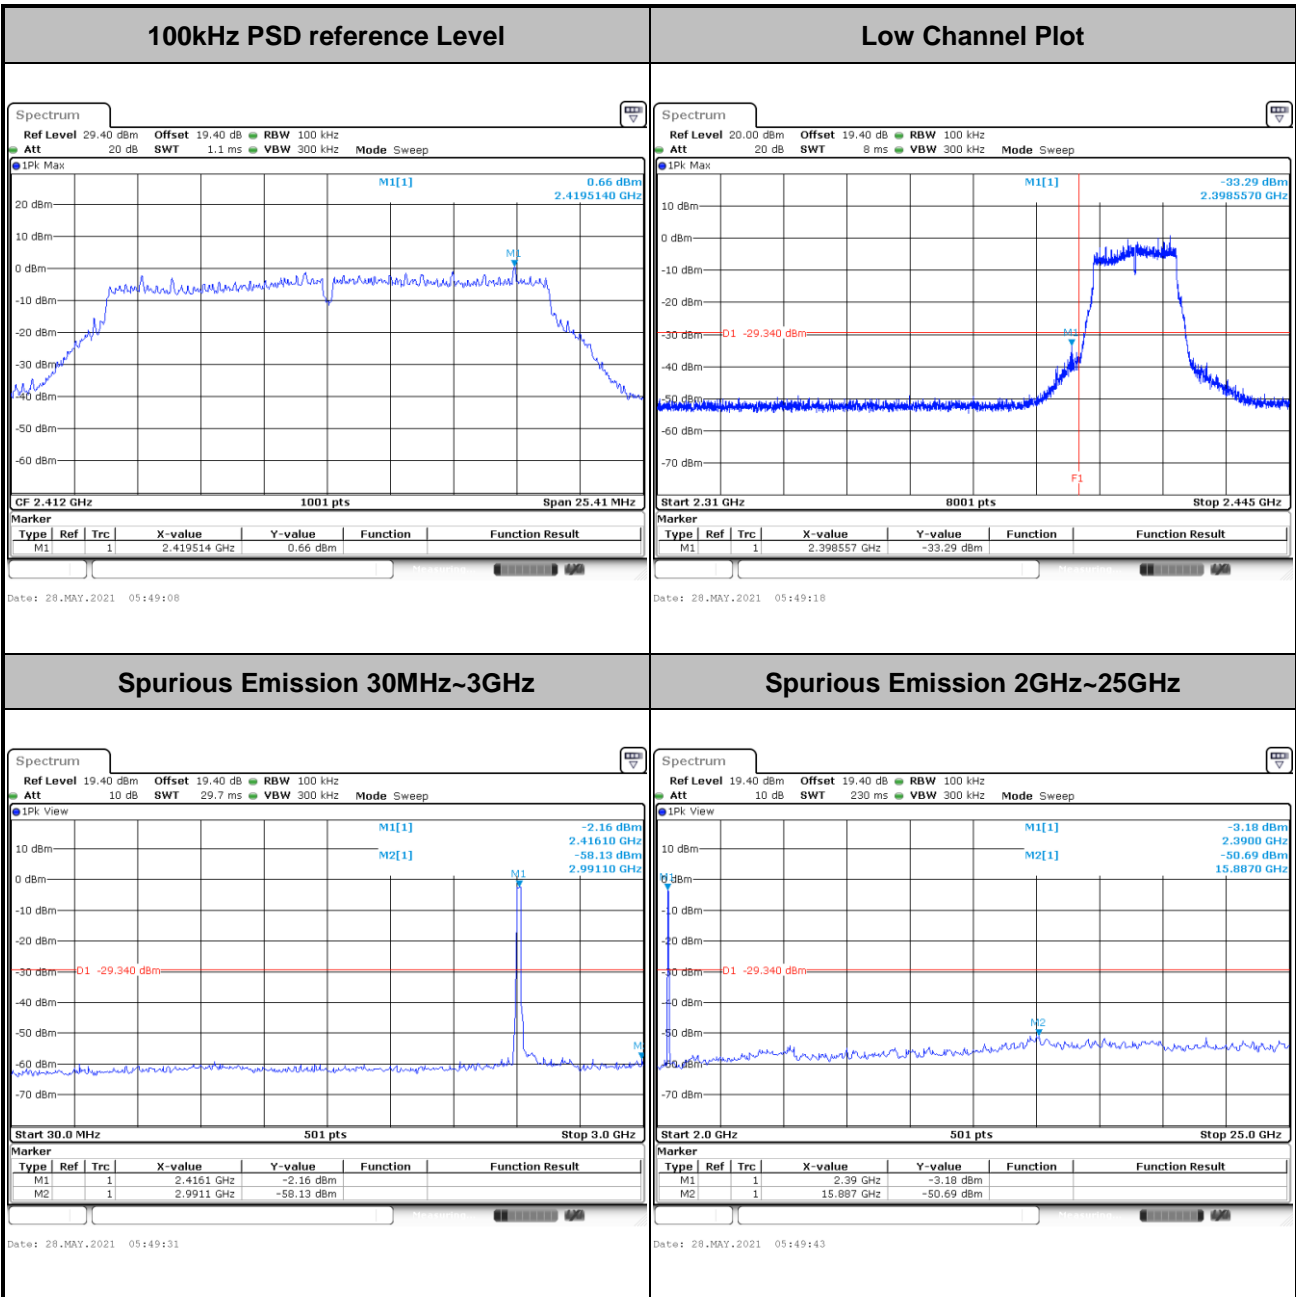 100kHz PSD reference Level
Low Channel Plot
Spectrum
Ref Level 29.40 dBm Offset 19.40 dB RBW 100 kHz
Att 20 dB SWT 1.1 ms VBW 300 kHz Mode Sweep
1Pk Max
M1[1] 0.66 dBm
2.4195140 GHz
20 dBm
10 dBm
M1
0 dBm
-10 dBm
-20 dBm
-30 dBm
-40 dBm
-50 dBm
-60 dBm
CF 2.412 GHz 1001 pts Span 25.41 MHz
Marker
Type Ref Trc X-value Y-value Function Function Result
M1 1 2.419514 GHz 0.66 dBm
Measuring
Date: 28.MAY.2021 05:49:08
Spectrum
Ref Level 20.00 dBm Offset 19.40 dB RBW 100 kHz
Att 20 dB SWT 8 ms VBW 300 kHz Mode Sweep
1Pk Max
M1[1] -33.29 dBm
2.3985570 GHz
10 dBm
0 dBm
-10 dBm
-20 dBm
-30 dBm D1 -29.340 dBm M1
-40 dBm
-50 dBm
-60 dBm
-70 dBm
F1
Start 2.31 GHz 8001 pts Stop 2.445 GHz
Marker
Type Ref Trc X-value Y-value Function Function Result
M1 1 2.398557 GHz -33.29 dBm
Measuring
Date: 28.MAY.2021 05:49:18
Spurious Emission 30MHz~3GHz
Spurious Emission 2GHz~25GHz
Spectrum
Ref Level 19.40 dBm Offset 19.40 dB RBW 100 kHz
Att 10 dB SWT 29.7 ms VBW 300 kHz Mode Sweep
1Pk View
M1[1] -2.16 dBm
2.41610 GHz
M2[1] -58.13 dBm
2.99110 GHz
10 dBm
M1
0 dBm
-10 dBm
-20 dBm
-30 dBm D1 -29.340 dBm
-40 dBm
-50 dBm
M
-60 dBm
-70 dBm
Start 30.0 MHz 501 pts Stop 3.0 GHz
Marker
Type Ref Trc X-value Y-value Function Function Result
M1 1 2.4161 GHz -2.16 dBm
M2 1 2.9911 GHz -58.13 dBm
Measuring
Date: 28.MAY.2021 05:49:31
Spectrum
Ref Level 19.40 dBm Offset 19.40 dB RBW 100 kHz
Att 10 dB SWT 230 ms VBW 300 kHz Mode Sweep
1Pk View
M1[1] -3.18 dBm
2.3900 GHz
M2[1] -50.69 dBm
15.8870 GHz
10 dBm
M1
0 dBm
-10 dBm
-20 dBm
-30 dBm D1 -29.340 dBm
-40 dBm
M2
-50 dBm
-60 dBm
-70 dBm
Start 2.0 GHz 501 pts Stop 25.0 GHz
Marker
Type Ref Trc X-value Y-value Function Function Result
M1 1 2.39 GHz -3.18 dBm
M2 1 15.887 GHz -50.69 dBm
Measuring
Date: 28.MAY.2021 05:49:43